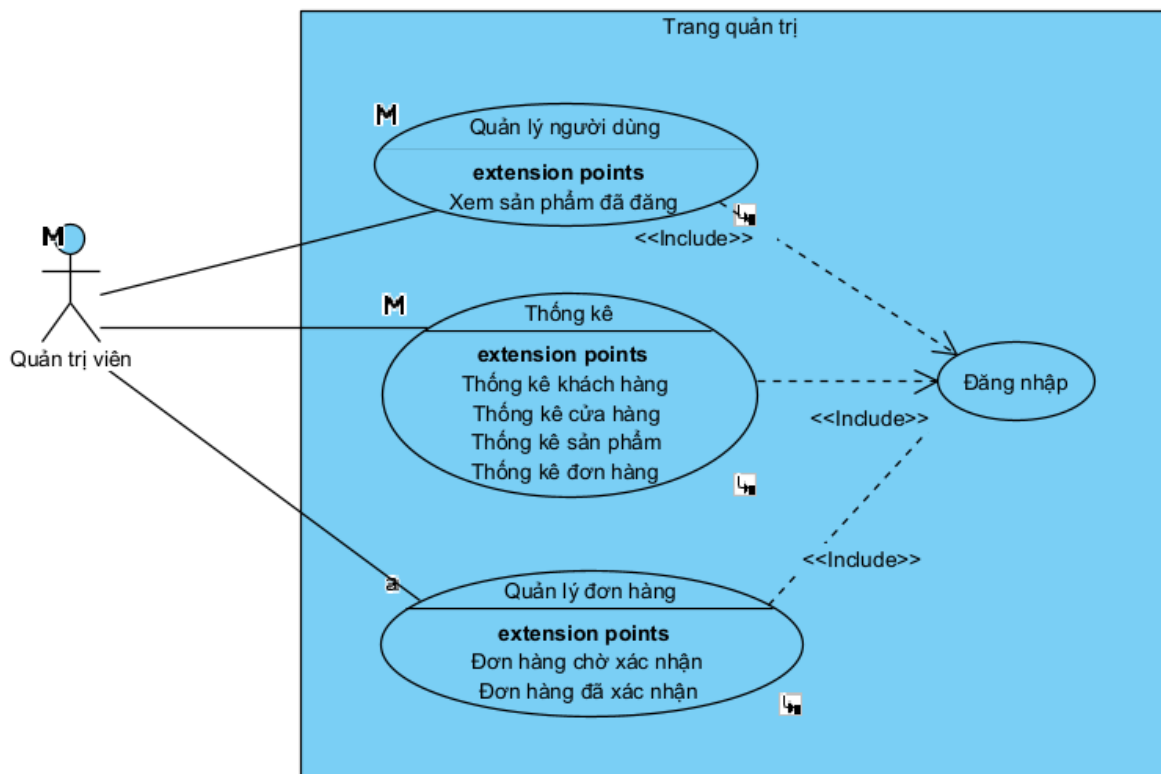 Trang quản trị
M
Quản lý người dùng
extension points
Xem sản phẩm đã đăng
<<Include>>
M
Quản trị viên
M
Thống kê
extension points
Thống kê khách hàng
Thống kê cửa hàng
Thống kê sản phẩm
Thống kê đơn hàng
Đăng nhập
<<Include>>
<<Include>>
Quản lý đơn hàng
extension points
Đơn hàng chờ xác nhận
Đơn hàng đã xác nhận